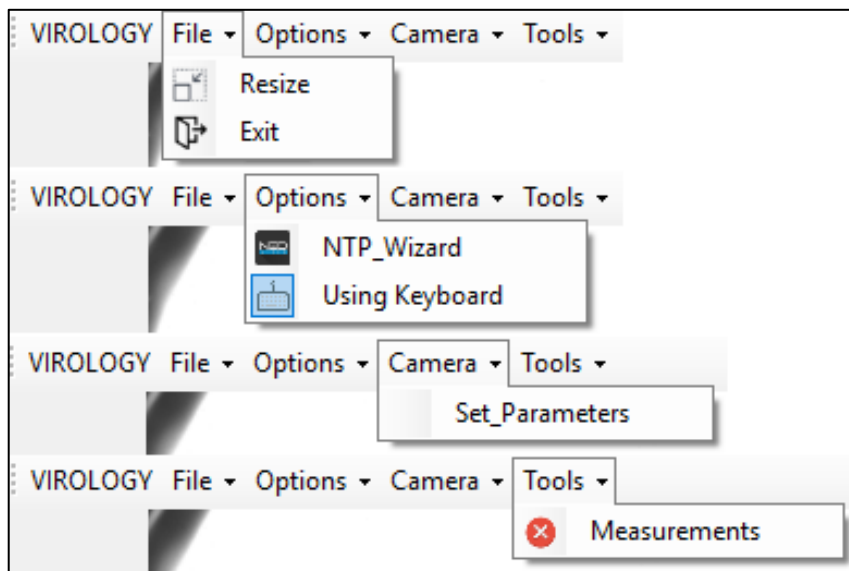 VIROLOGY File Options Camera Tools
Resize
Exit
VIROLOGY File Options Camera Tools
NTP_Wizard
Using Keyboard
VIROLOGY File Options Camera Tools
Set_Parameters
VIROLOGY File Options Camera Tools
Measurements